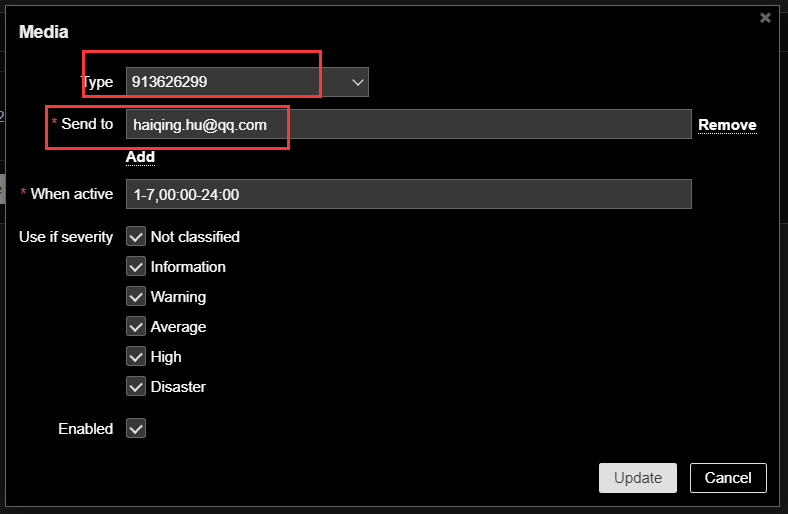 Media
Type 913626299
* Send to haiqing.hu@qq.com Remove
Add
* When active 1-7,00:00-24:00
Use if severity Not classified
Information
Warning
Average
High
Disaster
Enabled
Update Cancel